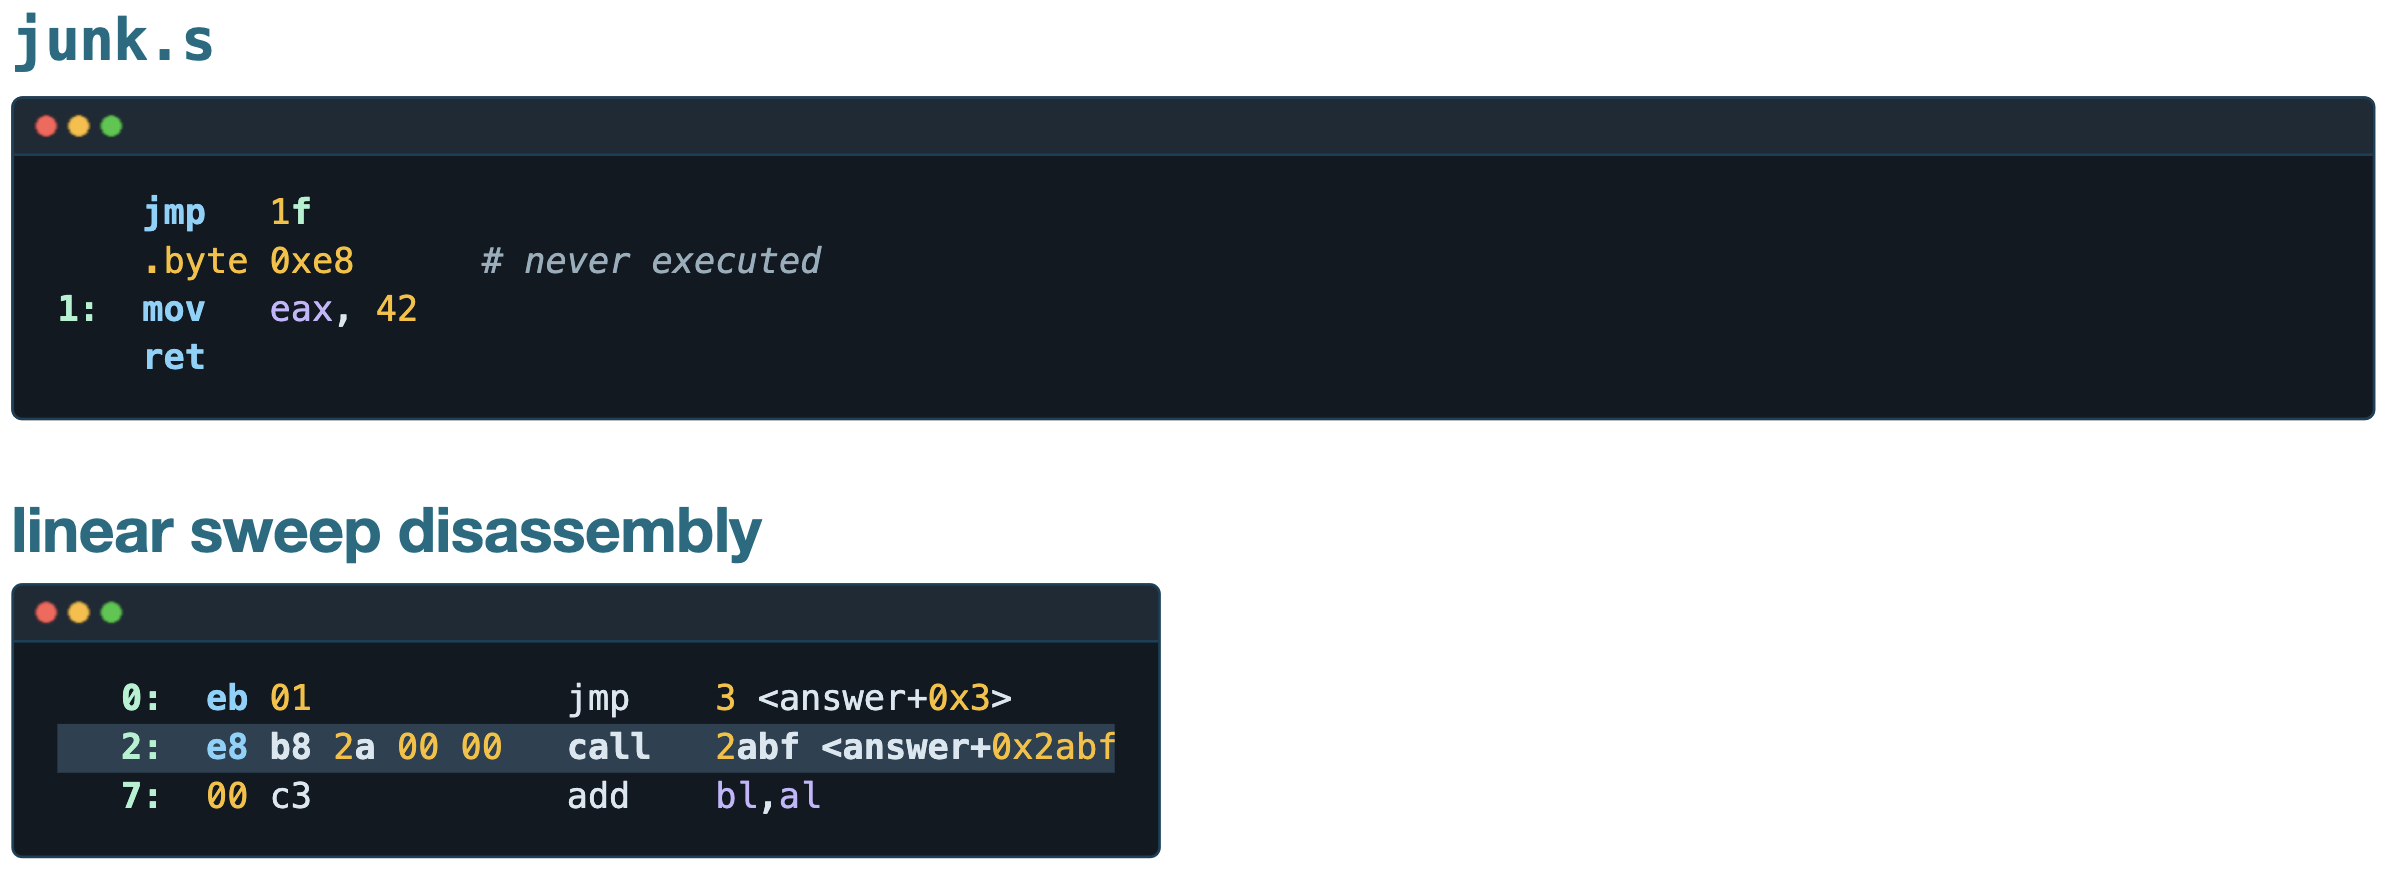 junk.s
jmp 1f
.byte 0xe8 # never executed
1: mov eax, 42
ret
linear sweep disassembly
0: eb 01 jmp 3 <answer+0x3>
2: e8 b8 2a 00 00 call 2abf <answer+0x2abf
7: 00 c3 add bl,al